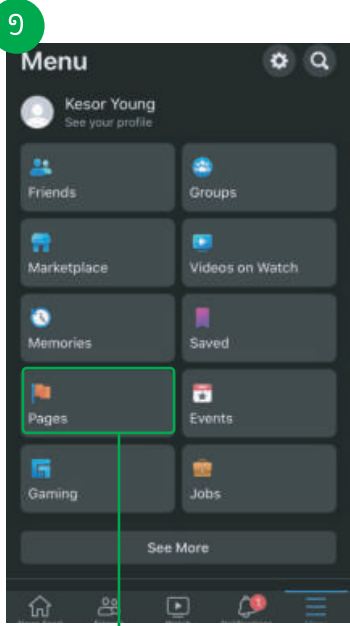 ໑
Menu
Kesor Young
See your profile
Friends
Groups
Marketplace
Videos on Watch
Memories
Saved
Pages
Events
Gaming
Jobs
See More